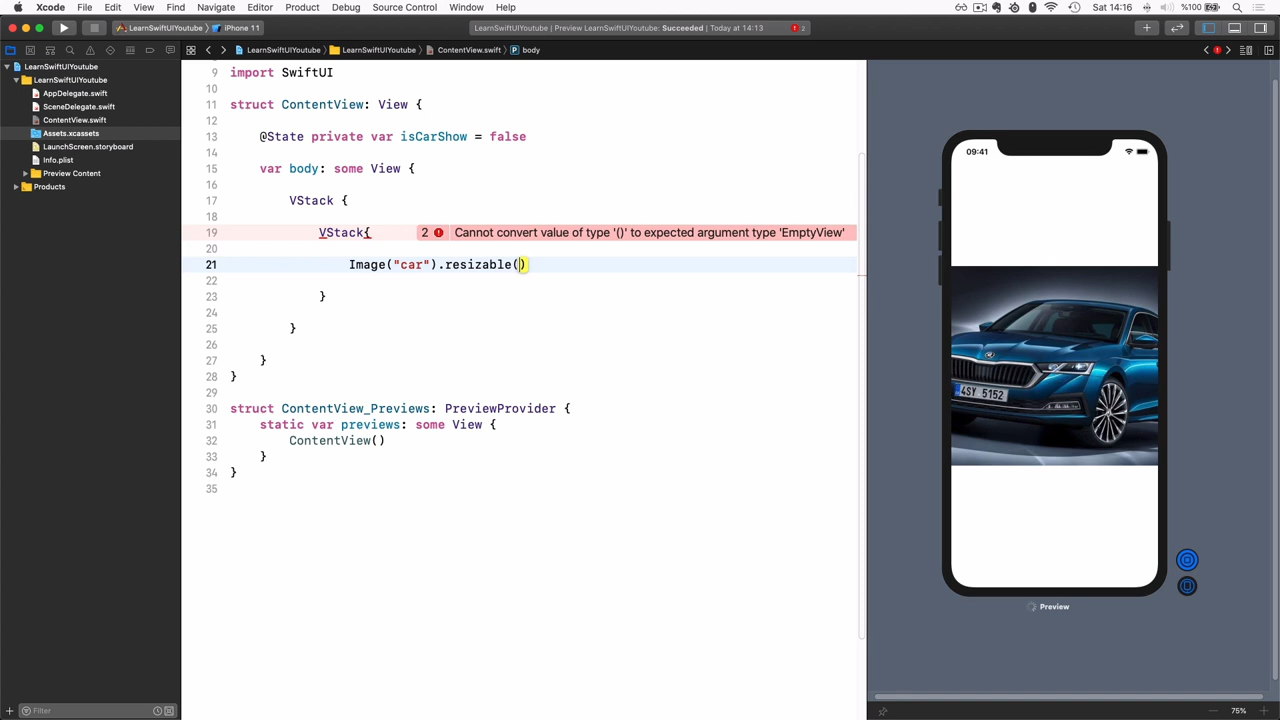 Xcode File Edit View Find Navigate Editor Product Debug Source Control Window Help Sat 14:16 %100
LearnSwiftUIYoutube iPhone 11 LearnSwiftUIYoutube | Preview LearnSwiftUIYoutube: Succeeded | Today at 14:13 2
LearnSwiftUIYoutube LearnSwiftUIYoutube ContentView.swift P body
LearnSwiftUIYoutube
LearnSwiftUIYoutube
AppDelegate.swift
SceneDelegate.swift
ContentView.swift
Assets.xcassets
LaunchScreen.storyboard
Info.plist
Preview Content
Products
9 import SwiftUI
10
11 struct ContentView: View {
12
13 @State private var isCarShow = false
14
15 var body: some View {
16
17 VStack {
18
19 VStack{ 2 Cannot convert value of type '()' to expected argument type 'EmptyView'
20
21 Image("car").resizable()
22
23 }
24
25 }
26
27 }
28 }
29
30 struct ContentView_Previews: PreviewProvider {
31 static var previews: some View {
32 ContentView()
33 }
34 }
35
09:41
4SY 5152
Preview
Filter
75%